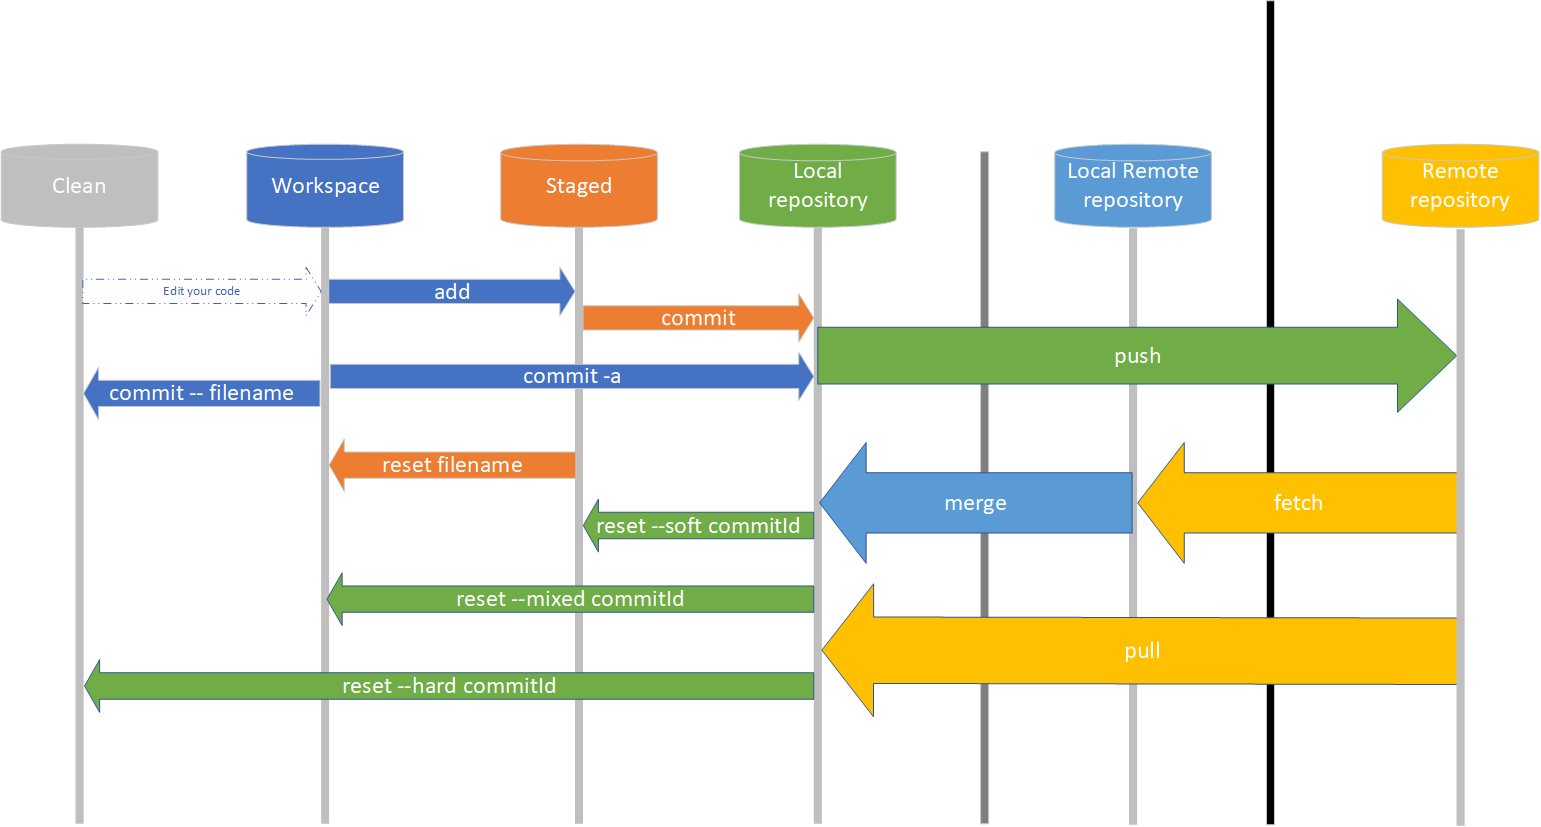 Clean
Workspace
Staged
Local
repository
Local Remote
repository
Remote
repository
Edit your code
add
commit
push
commit -a
commit -- filename
reset filename
merge
fetch
reset --soft commitId
reset --mixed commitId
pull
reset --hard commitId